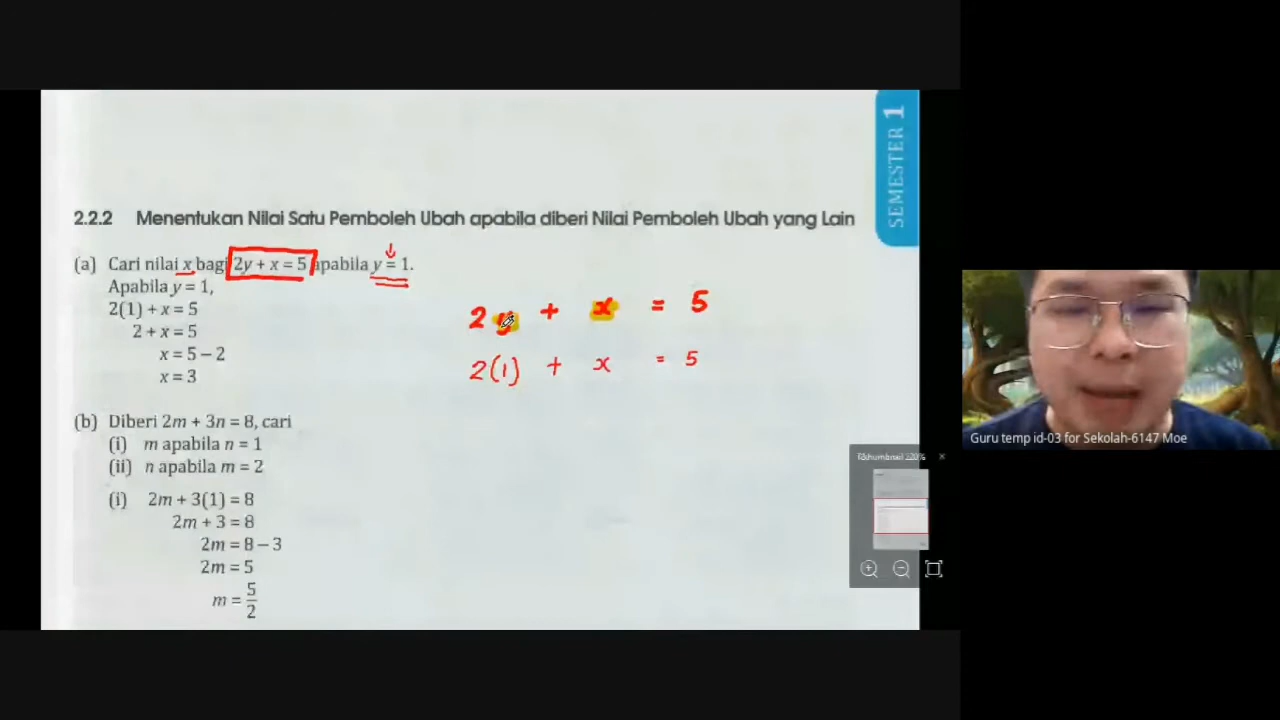 SEMESTER 1
2.2.2 Menentukan Nilai Satu Pemboleh Ubah apabila diberi Nilai Pemboleh Ubah yang Lain
(a) Cari nilai x bagi 2y + x = 5 apabila y = 1.
Apabila y = 1,
2(1) + x = 5
2 + x = 5
x = 5 – 2
x = 3
2y + x = 5
2(1) + x = 5
(b) Diberi 2m + 3n = 8, cari
(i) m apabila n = 1
(ii) n apabila m = 2
(i) 2m + 3(1) = 8
2m + 3 = 8
2m = 8 – 3
2m = 5
m = 5/2
Guru temp id-03 for Sekolah-6147 Moe